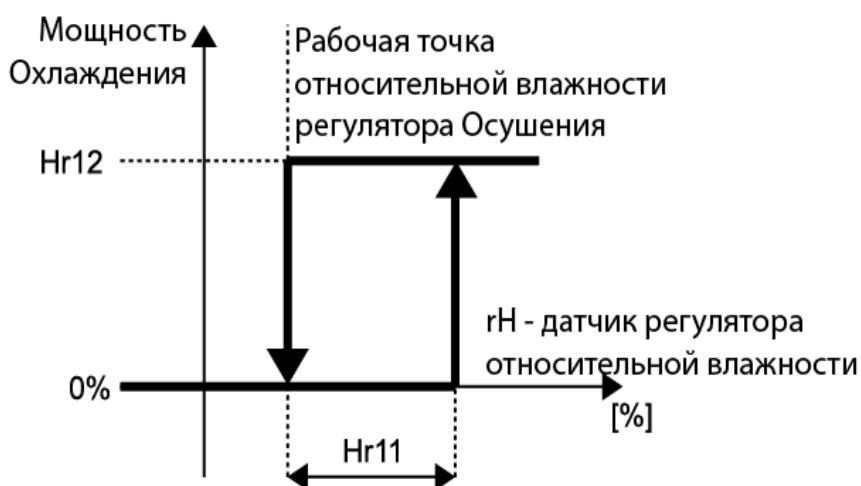 Мощность
Охлаждения
Рабочая точка
относительной влажности
регулятора Осушения
Hr12
rH - датчик регулятора
относительной влажности
0%
[%]
Hr11